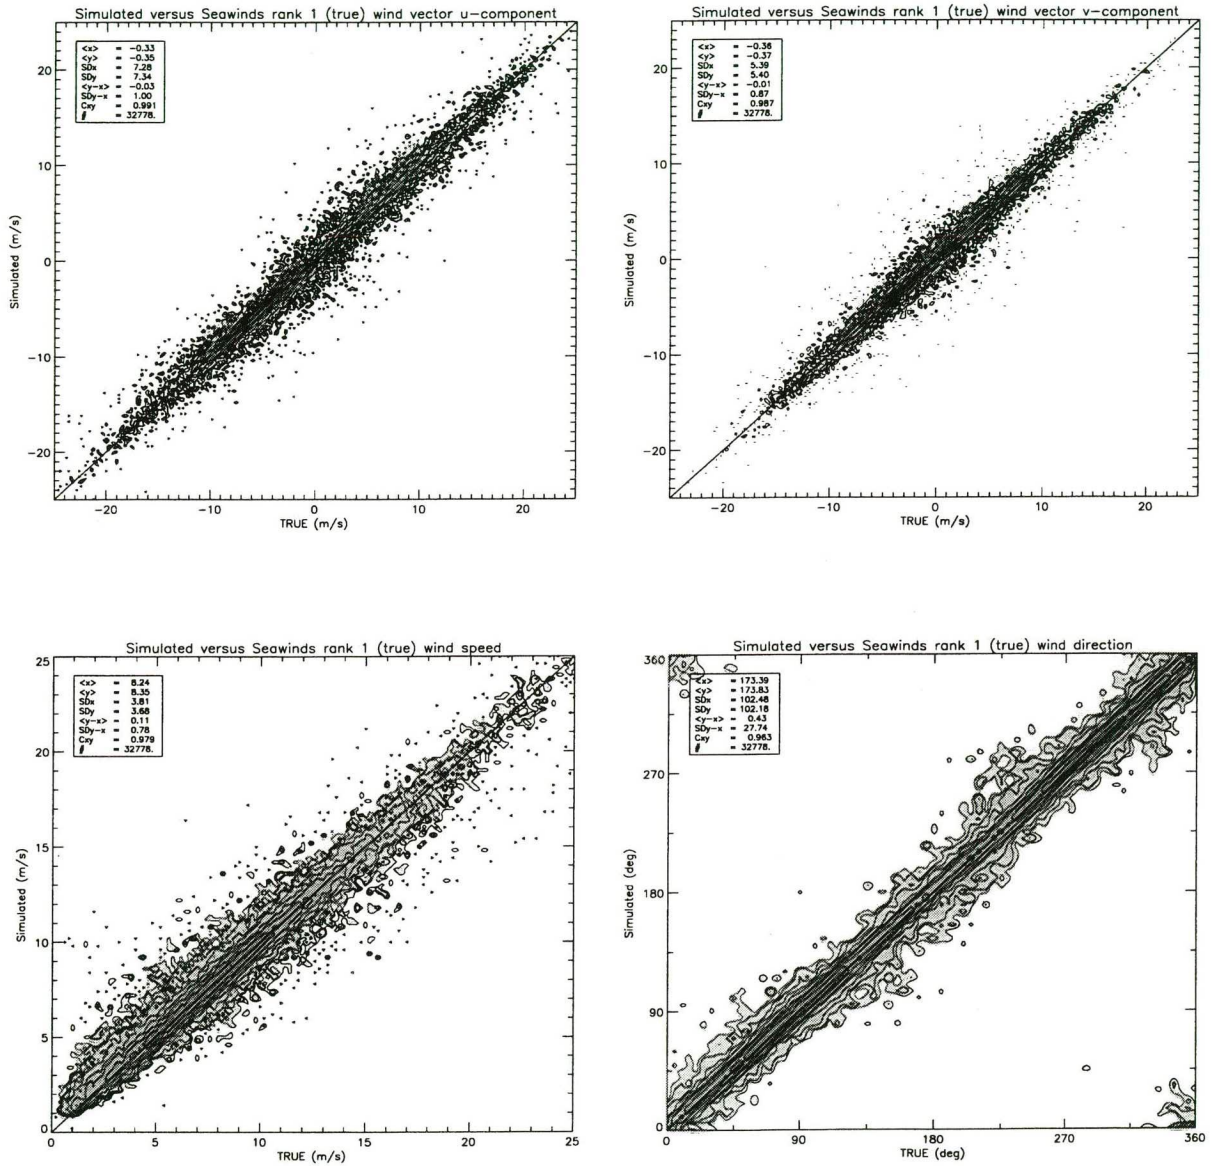 Simulated versus Seawinds rank 1 (true) wind vector u-component
<x> = -0.33
<y> = -0.35
SDx = 7.28
SDy = 7.34
<y-x> = -0.03
SDy-x = 1.00
Cxy = 0.991
# = 32778.
20
10
0
-10
-20
Simulated (m/s)
-20 -10 0 10 20
TRUE (m/s)
Simulated versus Seawinds rank 1 (true) wind vector v-component
<x> = -0.36
<y> = -0.37
SDx = 5.39
SDy = 5.40
<y-x> = -0.01
SDy-x = 0.87
Cxy = 0.987
# = 32778.
20
10
0
-10
-20
Simulated (m/s)
-20 -10 0 10 20
TRUE (m/s)
Simulated versus Seawinds rank 1 (true) wind speed
<x> = 8.24
<y> = 8.35
SDx = 3.81
SDy = 3.68
<y-x> = 0.11
SDy-x = 0.78
Cxy = 0.979
# = 32778.
25
20
15
10
5
0
Simulated (m/s)
0 5 10 15 20 25
TRUE (m/s)
Simulated versus Seawinds rank 1 (true) wind direction
<x> = 173.39
<y> = 173.83
SDx = 102.48
SDy = 102.18
<y-x> = 0.43
SDy-x = 27.74
Cxy = 0.963
# = 32778.
360
270
180
90
0
Simulated (deg)
0 90 180 270 360
TRUE (deg)